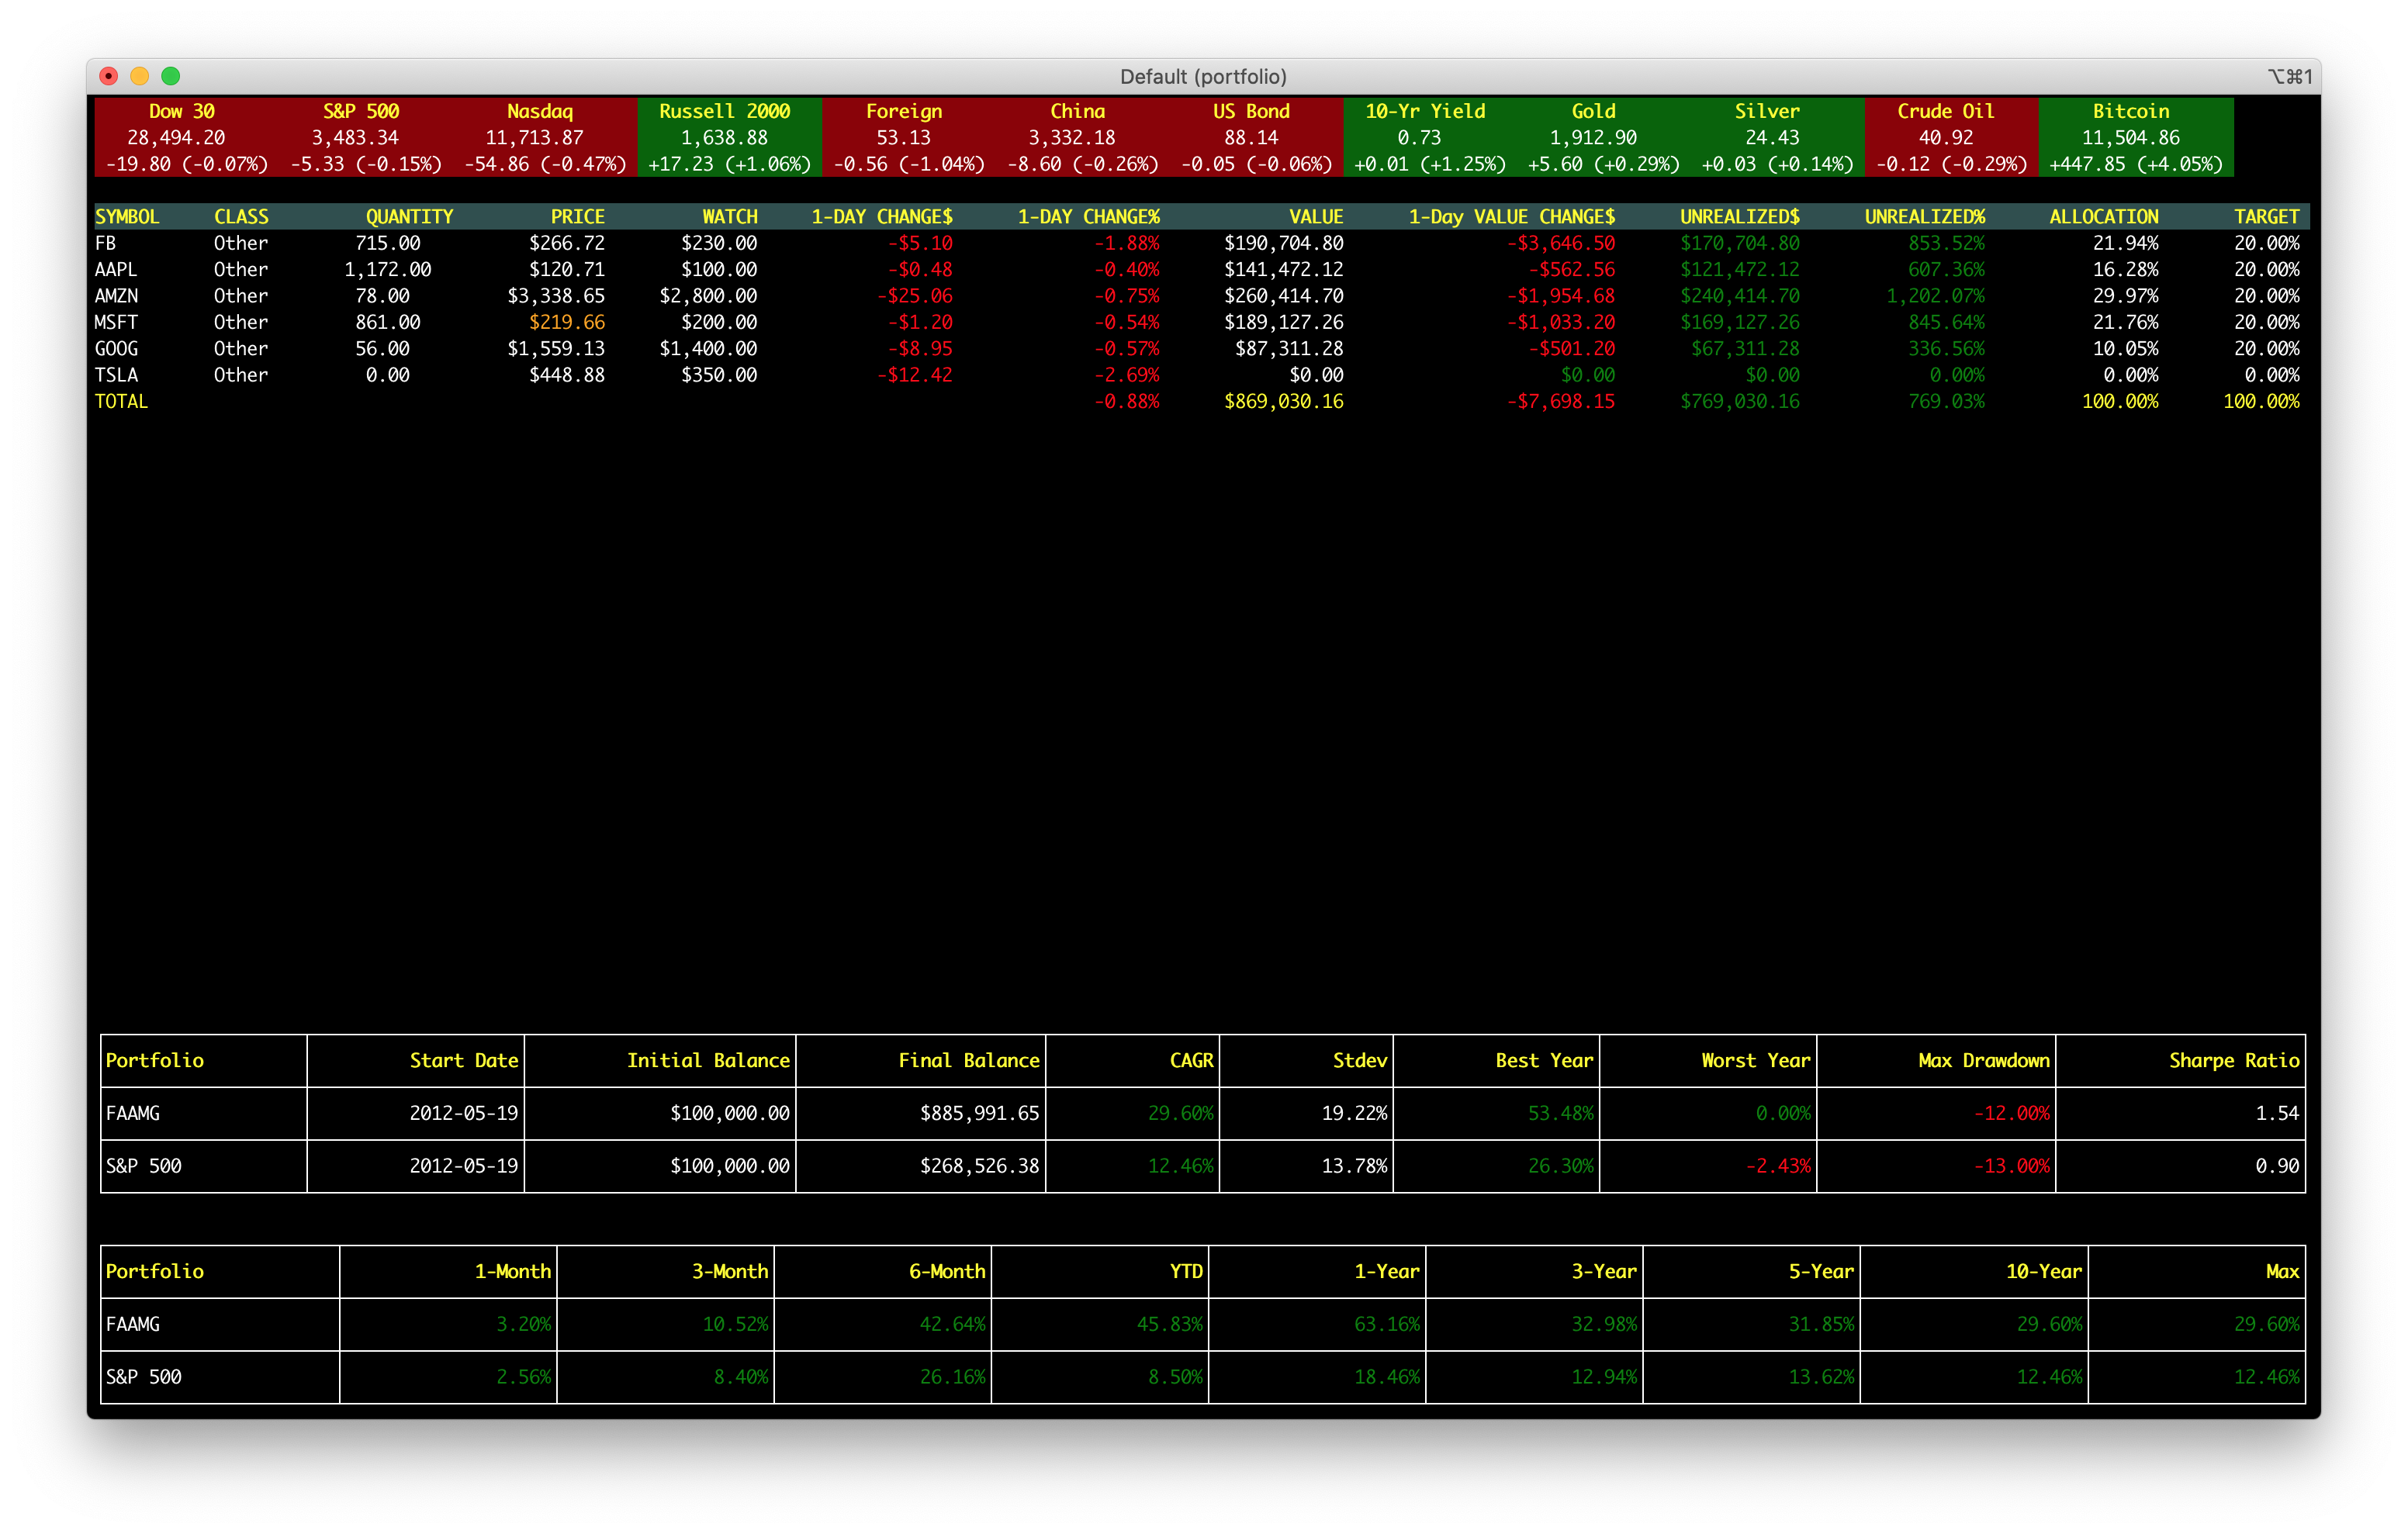 Default (portfolio) ⌥⌘1
Dow 30 S&P 500 Nasdaq Russell 2000 Foreign China US Bond 10-Yr Yield Gold Silver Crude Oil Bitcoin
28,494.20 3,483.34 11,713.87 1,638.88 53.13 3,332.18 88.14 0.73 1,912.90 24.43 40.92 11,504.86
-19.80 (-0.07%) -5.33 (-0.15%) -54.86 (-0.47%) +17.23 (+1.06%) -0.56 (-1.04%) -8.60 (-0.26%) -0.05 (-0.06%) +0.01 (+1.25%) +5.60 (+0.29%) +0.03 (+0.14%) -0.12 (-0.29%) +447.85 (+4.05%)
SYMBOL CLASS QUANTITY PRICE WATCH 1-DAY CHANGE$ 1-DAY CHANGE% VALUE 1-Day VALUE CHANGE$ UNREALIZED$ UNREALIZED% ALLOCATION TARGET
FB Other 715.00 $266.72 $230.00 -$5.10 -1.88% $190,704.80 -$3,646.50 $170,704.80 853.52% 21.94% 20.00%
AAPL Other 1,172.00 $120.71 $100.00 -$0.48 -0.40% $141,472.12 -$562.56 $121,472.12 607.36% 16.28% 20.00%
AMZN Other 78.00 $3,338.65 $2,800.00 -$25.06 -0.75% $260,414.70 -$1,954.68 $240,414.70 1,202.07% 29.97% 20.00%
MSFT Other 861.00 $219.66 $200.00 -$1.20 -0.54% $189,127.26 -$1,033.20 $169,127.26 845.64% 21.76% 20.00%
GOOG Other 56.00 $1,559.13 $1,400.00 -$8.95 -0.57% $87,311.28 -$501.20 $67,311.28 336.56% 10.05% 20.00%
TSLA Other 0.00 $448.88 $350.00 -$12.42 -2.69% $0.00 $0.00 $0.00 0.00% 0.00% 0.00%
TOTAL -0.88% $869,030.16 -$7,698.15 $769,030.16 769.03% 100.00% 100.00%
Portfolio Start Date Initial Balance Final Balance CAGR Stdev Best Year Worst Year Max Drawdown Sharpe Ratio
FAAMG 2012-05-19 $100,000.00 $885,991.65 29.60% 19.22% 53.48% 0.00% -12.00% 1.54
S&P 500 2012-05-19 $100,000.00 $268,526.38 12.46% 13.78% 26.30% -2.43% -13.00% 0.90
Portfolio 1-Month 3-Month 6-Month YTD 1-Year 3-Year 5-Year 10-Year Max
FAAMG 3.20% 10.52% 42.64% 45.83% 63.16% 32.98% 31.85% 29.60% 29.60%
S&P 500 2.56% 8.40% 26.16% 8.50% 18.46% 12.94% 13.62% 12.46% 12.46%